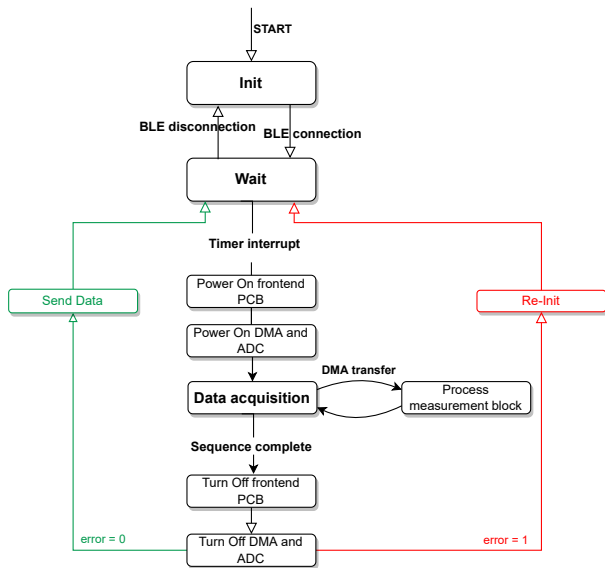 START
Init
BLE disconnection
BLE connection
Wait
Timer interrupt
Power On frontend
PCB
Send Data
Re-Init
Power On DMA and
ADC
DMA transfer
Data acquisition
Process
measurement block
Sequence complete
Turn Off frontend
PCB
error = 0
Turn Off DMA and
ADC
error = 1